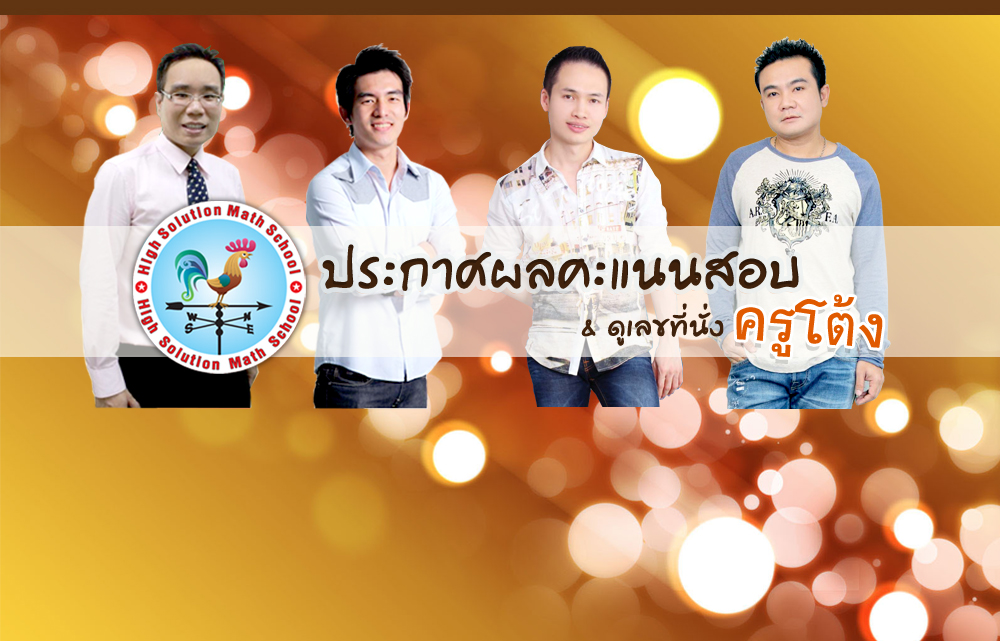 High Solution Math School
High Solution Math School
N
W
E
S
ประกาศผลคะแนนสอบ
& ดูเลขที่นั่ง ครูโต้ง